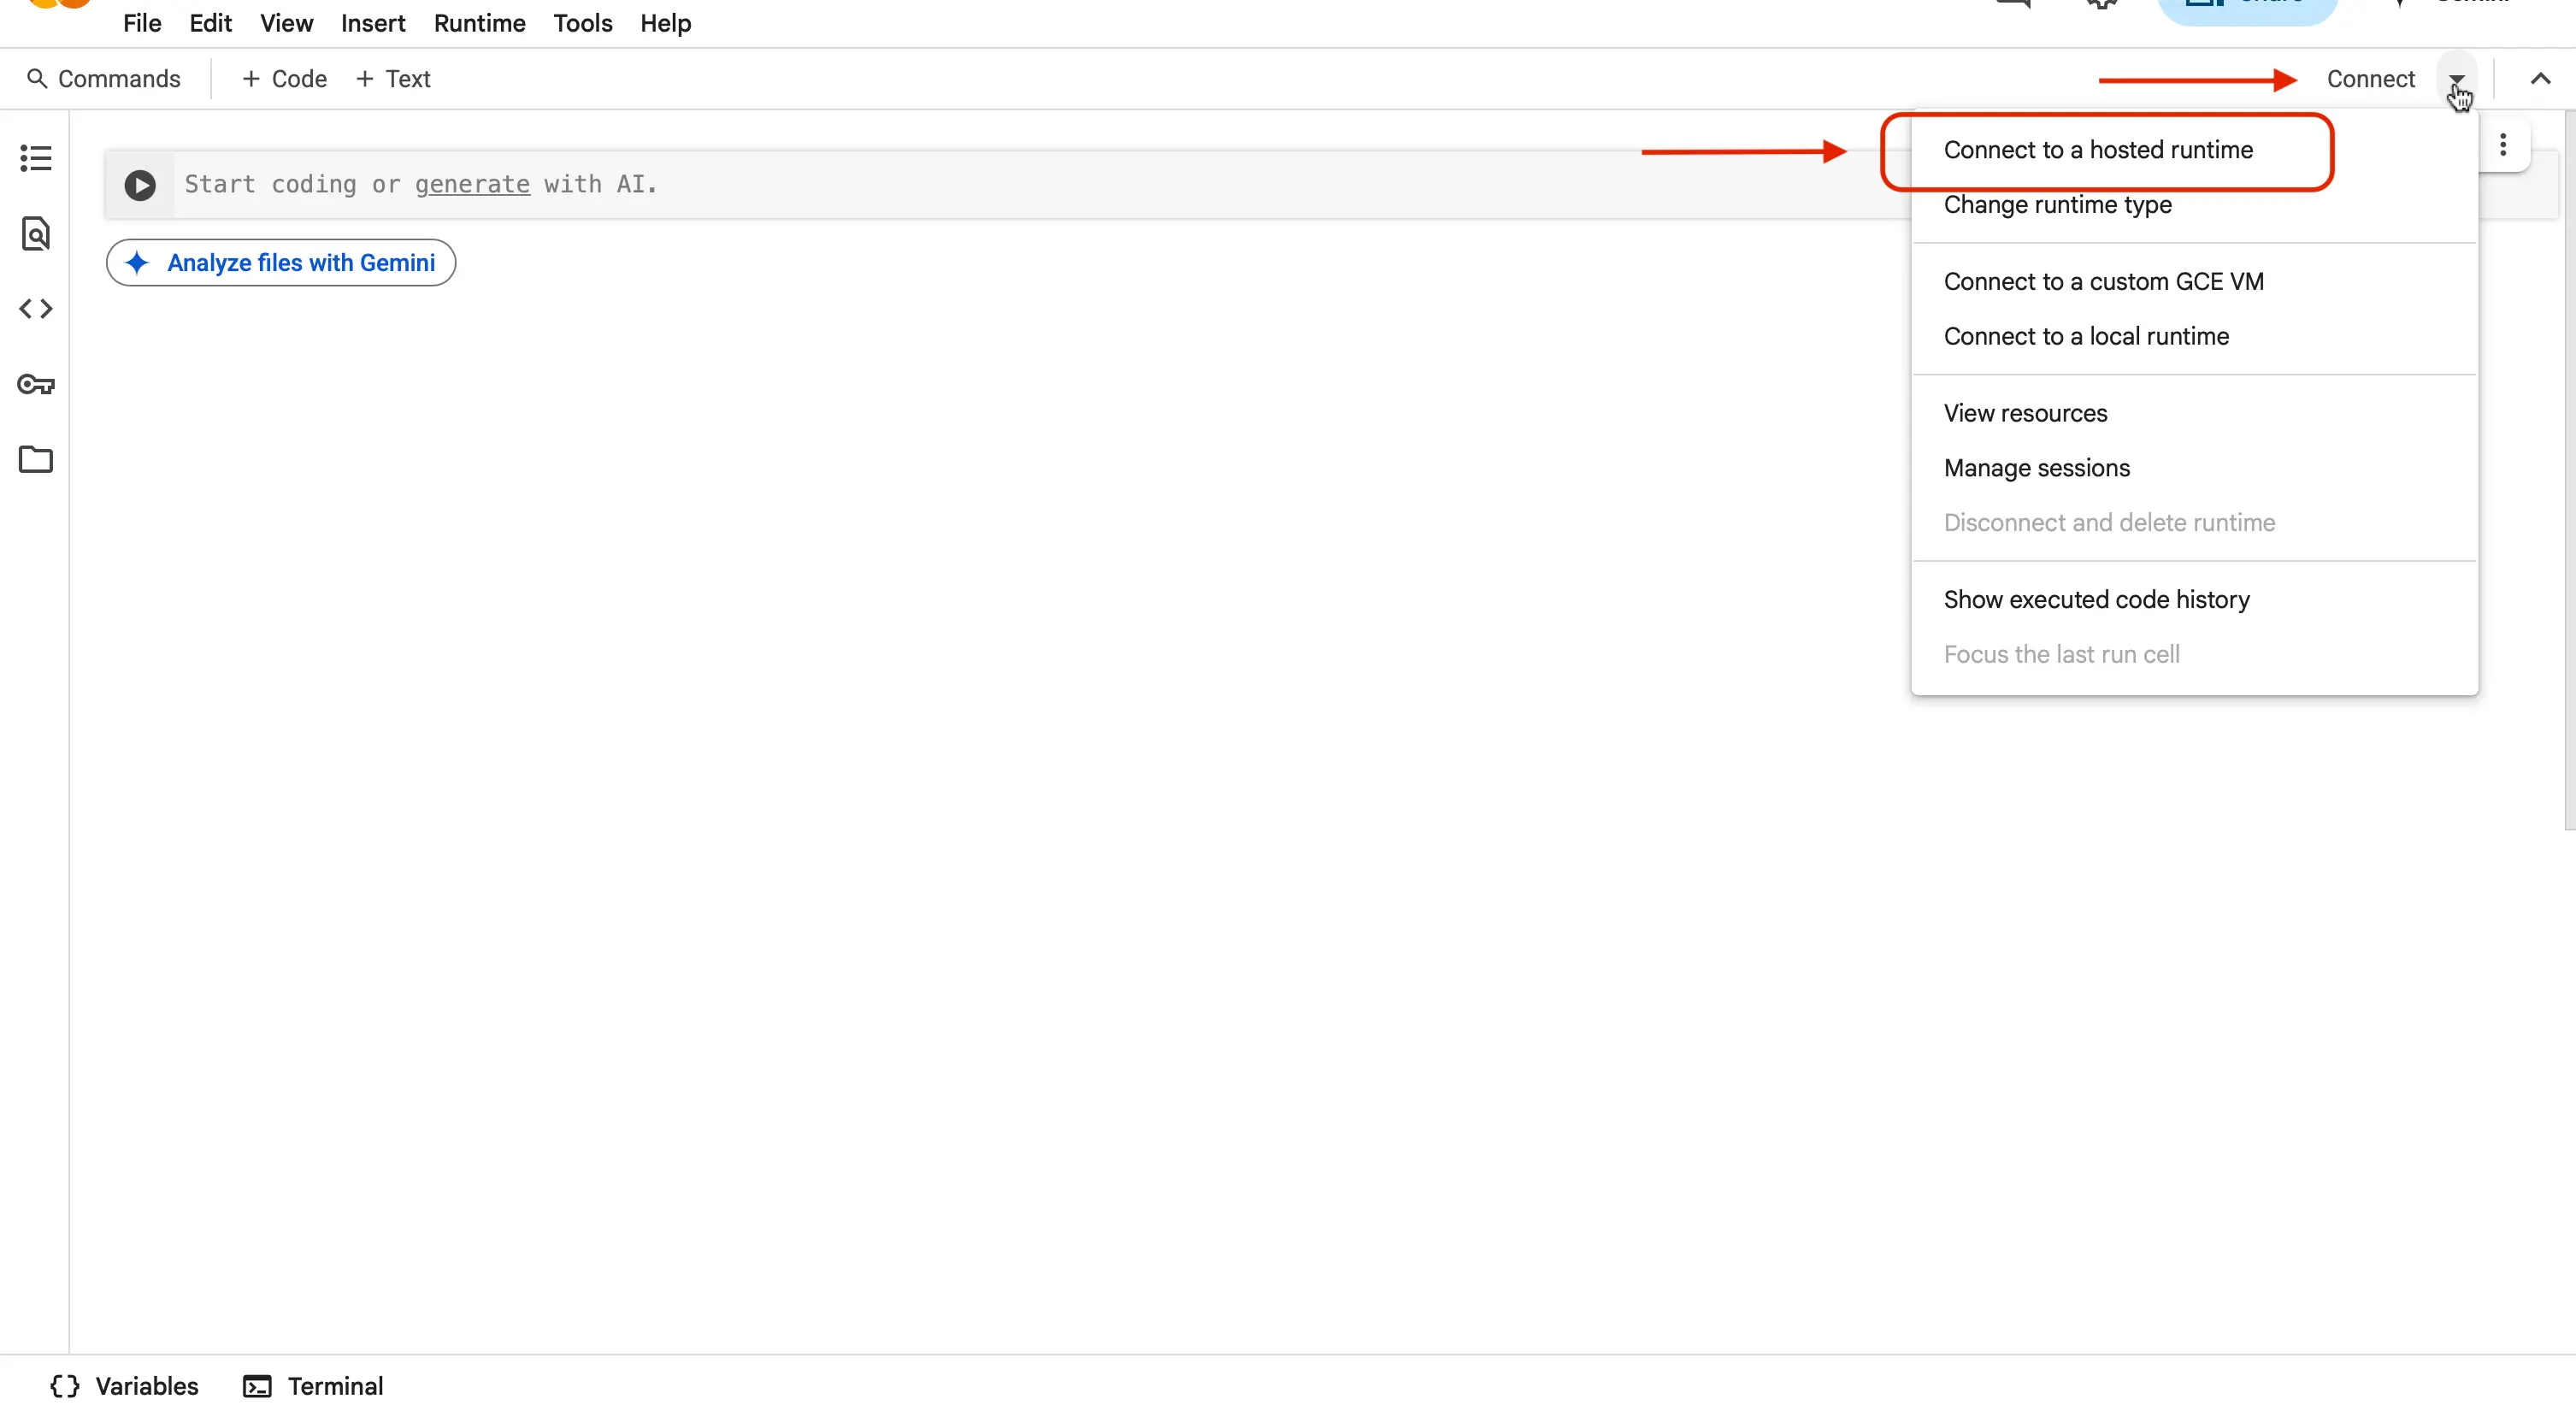 File Edit View Insert Runtime Tools Help
Commands + Code + Text Connect
Start coding or generate with AI.
Analyze files with Gemini
Connect to a hosted runtime
Change runtime type
Connect to a custom GCE VM
Connect to a local runtime
View resources
Manage sessions
Disconnect and delete runtime
Show executed code history
Focus the last run cell
Variables Terminal